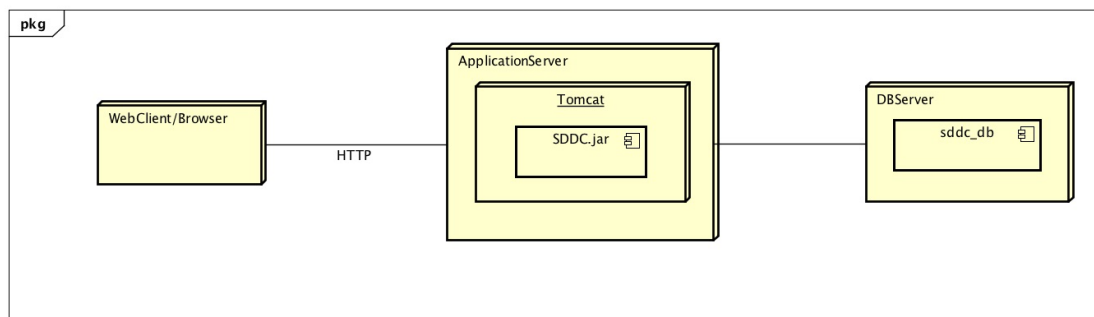 pkg
WebClient/Browser
HTTP
ApplicationServer
Tomcat
SDDC.jar
DBServer
sddc_db